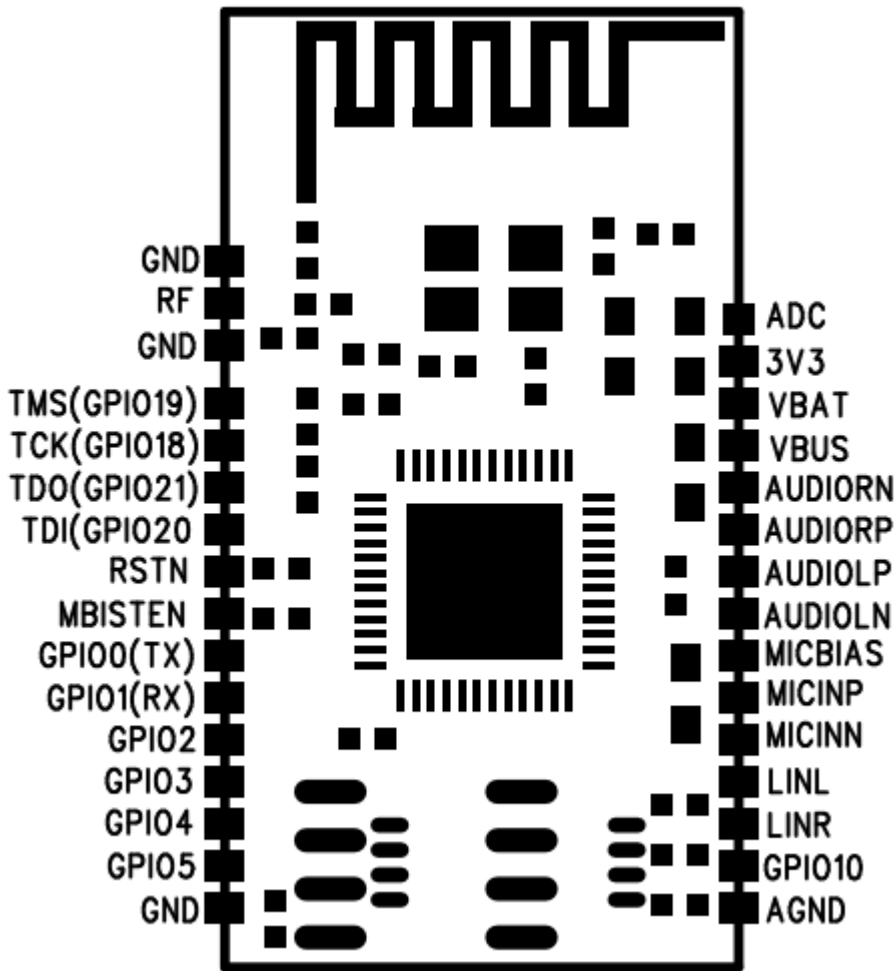 GND
RF
GND
TMS(GPIO19)
TCK(GPIO18)
TDO(GPIO21)
TDI(GPIO20
RSTN
MBISTEN
GPIO0(TX)
GPIO1(RX)
GPIO2
GPIO3
GPIO4
GPIO5
GND
ADC
3V3
VBAT
VBUS
AUDIORN
AUDIORP
AUDIOLP
AUDIOLN
MICBIAS
MICINP
MICINN
LINL
LINR
GPIO10
AGND